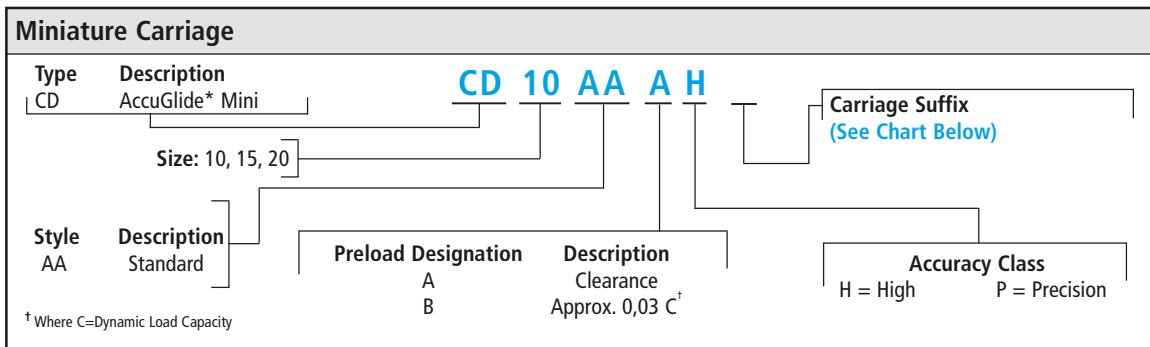 Miniature Carriage
Type Description
CD AccuGlide* Mini
CD 10 AA A H _
Carriage Suffix
(See Chart Below)
Size: 10, 15, 20
Style Description
AA Standard
Preload Designation Description
A Clearance
B Approx. 0,03 C†
Accuracy Class
H = High P = Precision
† Where C=Dynamic Load Capacity